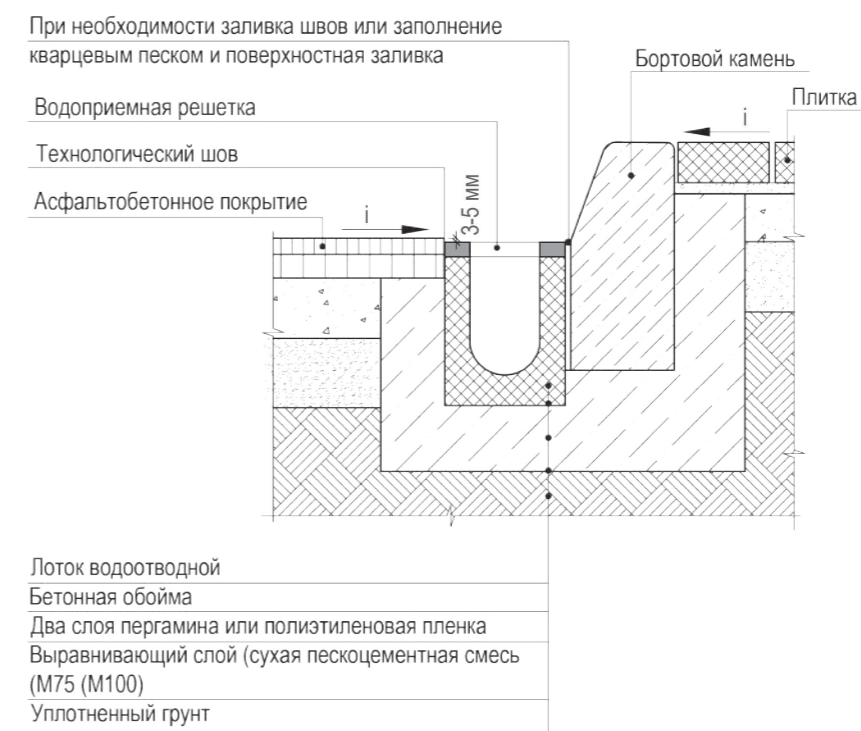 При необходимости заливка швов или заполнение
кварцевым песком и поверхностная заливка
Бортовой камень
Плитка
Водоприемная решетка
i
Технологический шов
3-5 мм
Асфальтобетонное покрытие
i
Лоток водоотводной
Бетонная обойма
Два слоя пергамина или полиэтиленовая пленка
Выравнивающий слой (сухая пескоцементная смесь
(М75 (М100)
Уплотненный грунт